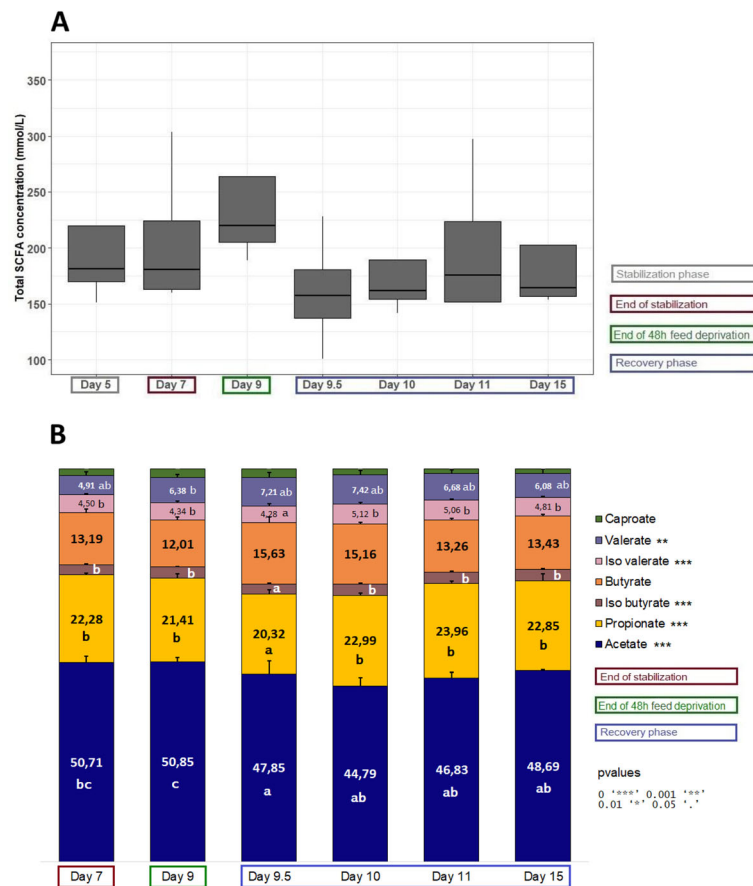 A
Total SCFA concentration (mmol/L)
350
300
250
200
150
100
Day 5
Day 7
Day 9
Day 9.5
Day 10
Day 11
Day 15
Stabilization phase
End of stabilization
End of 48h feed deprivation
Recovery phase
B
4,91 ab
6,38 b
7,21 ab
7,42 ab
6,68 ab
6,08 ab
4,50 b
4,34 b
4,28 a
5,12 b
5,06 b
4,81 b
13,19
12,01
15,63
15,16
13,26
13,43
b
b
a
b
b
b
22,28
b
21,41
b
20,32
a
22,99
b
23,96
b
22,85
b
50,71
bc
50,85
c
47,85
a
44,79
ab
46,83
ab
48,69
ab
Day 7
Day 9
Day 9.5
Day 10
Day 11
Day 15
Caproate
Valerate **
Iso valerate ***
Butyrate
Iso butyrate ***
Propionate ***
Acetate ***
End of stabilization
End of 48h feed deprivation
Recovery phase
pvalues
0 '***' 0.001 '**'
0.01 '*' 0.05 '.'